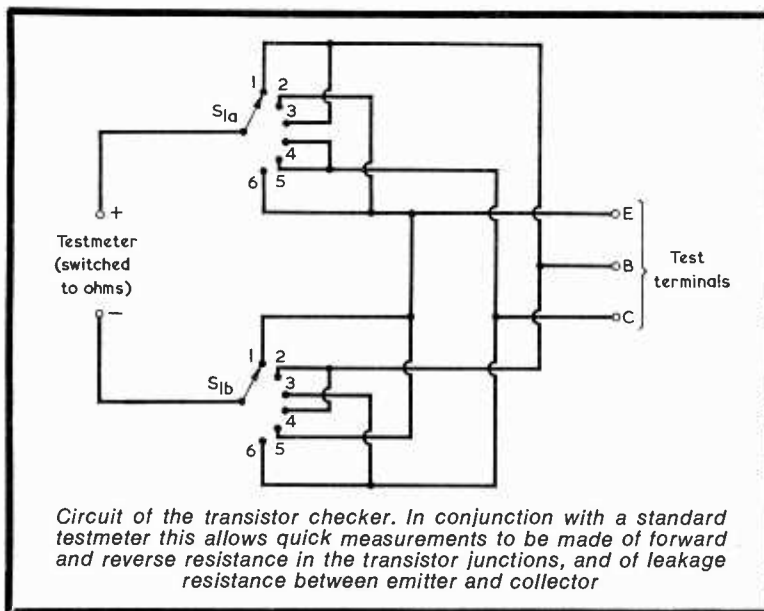 1
2
S1a
3
4
5
6
+
Testmeter
(switched
to ohms)
−
E
B
C
Test
terminals
1
2
S1b
3
4
5
6
Circuit of the transistor checker. In conjunction with a standard
testmeter this allows quick measurements to be made of forward
and reverse resistance in the transistor junctions, and of leakage
resistance between emitter and collector